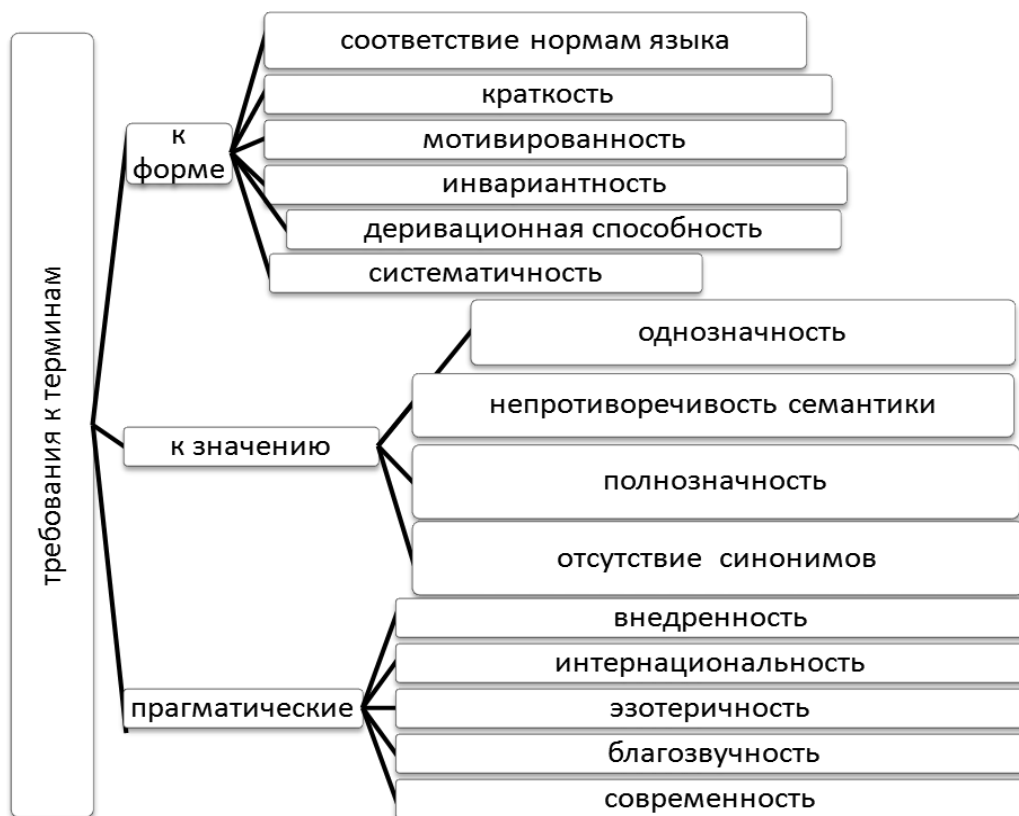 требования к терминам
к
форме
соответствие нормам языка
краткость
мотивированность
инвариантность
деривационная способность
систематичность
к значению
однозначность
непротиворечивость семантики
полнозначность
отсутствие синонимов
прагматические
внедренность
интернациональность
эзотеричность
благозвучность
современность